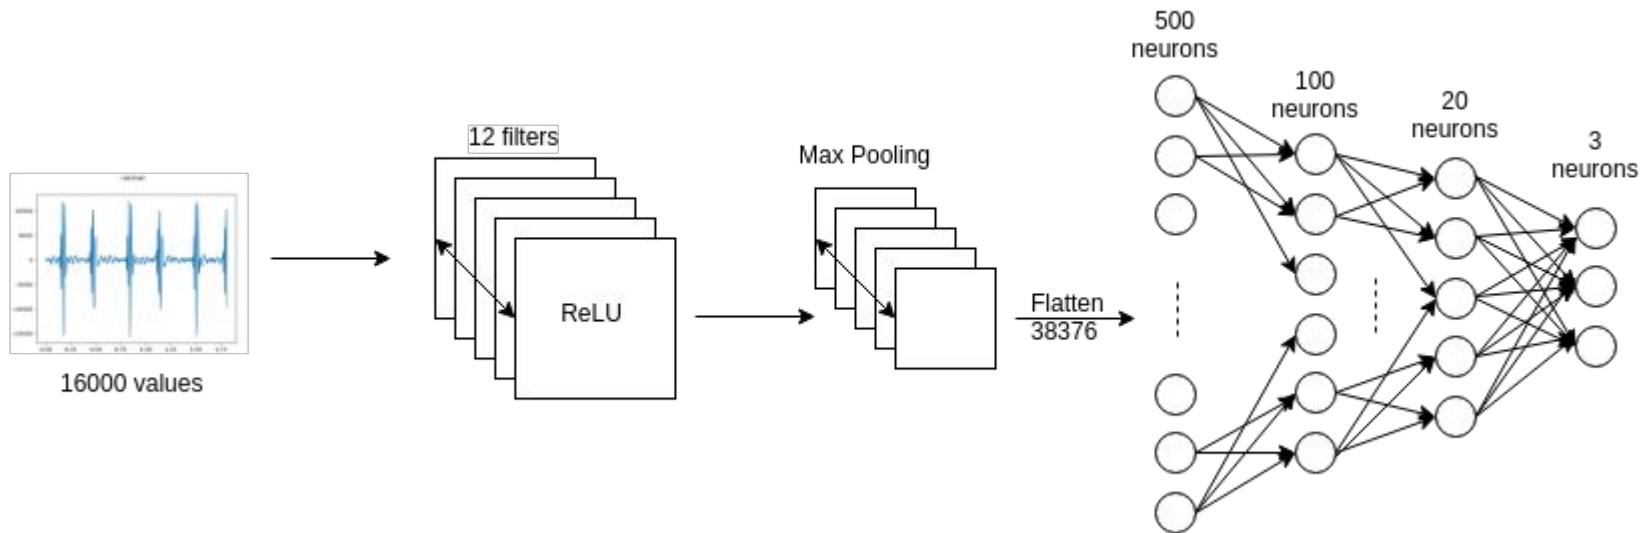 500
neurons
100
neurons
20
neurons
3
neurons
12 filters
Max Pooling
ReLU
Flatten
38376
16000 values